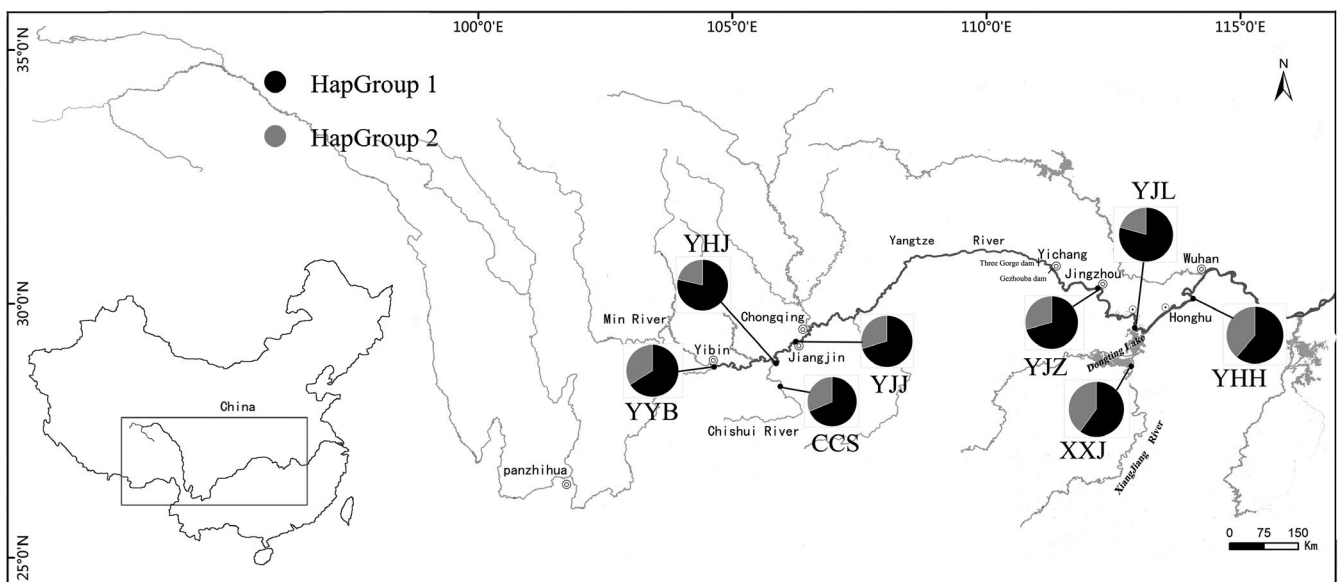 100°0'E
105°0'E
110°0'E
115°0'E
35°0'N
30°0'N
25°0'N
N
HapGroup 1
HapGroup 2
YJL
YHJ
Yangtze River
Yichang
Wuhan
Three Gorge dam
Gezhouba dam
Jingzhou
Min River
Chongqing
Honghu
Yibin
Jiangjin
Dongting Lake
YJZ
YHH
YJJ
YYB
CCS
Chishui River
XXJ
XiangJiang River
panzhihua
China
0 75 150
Km